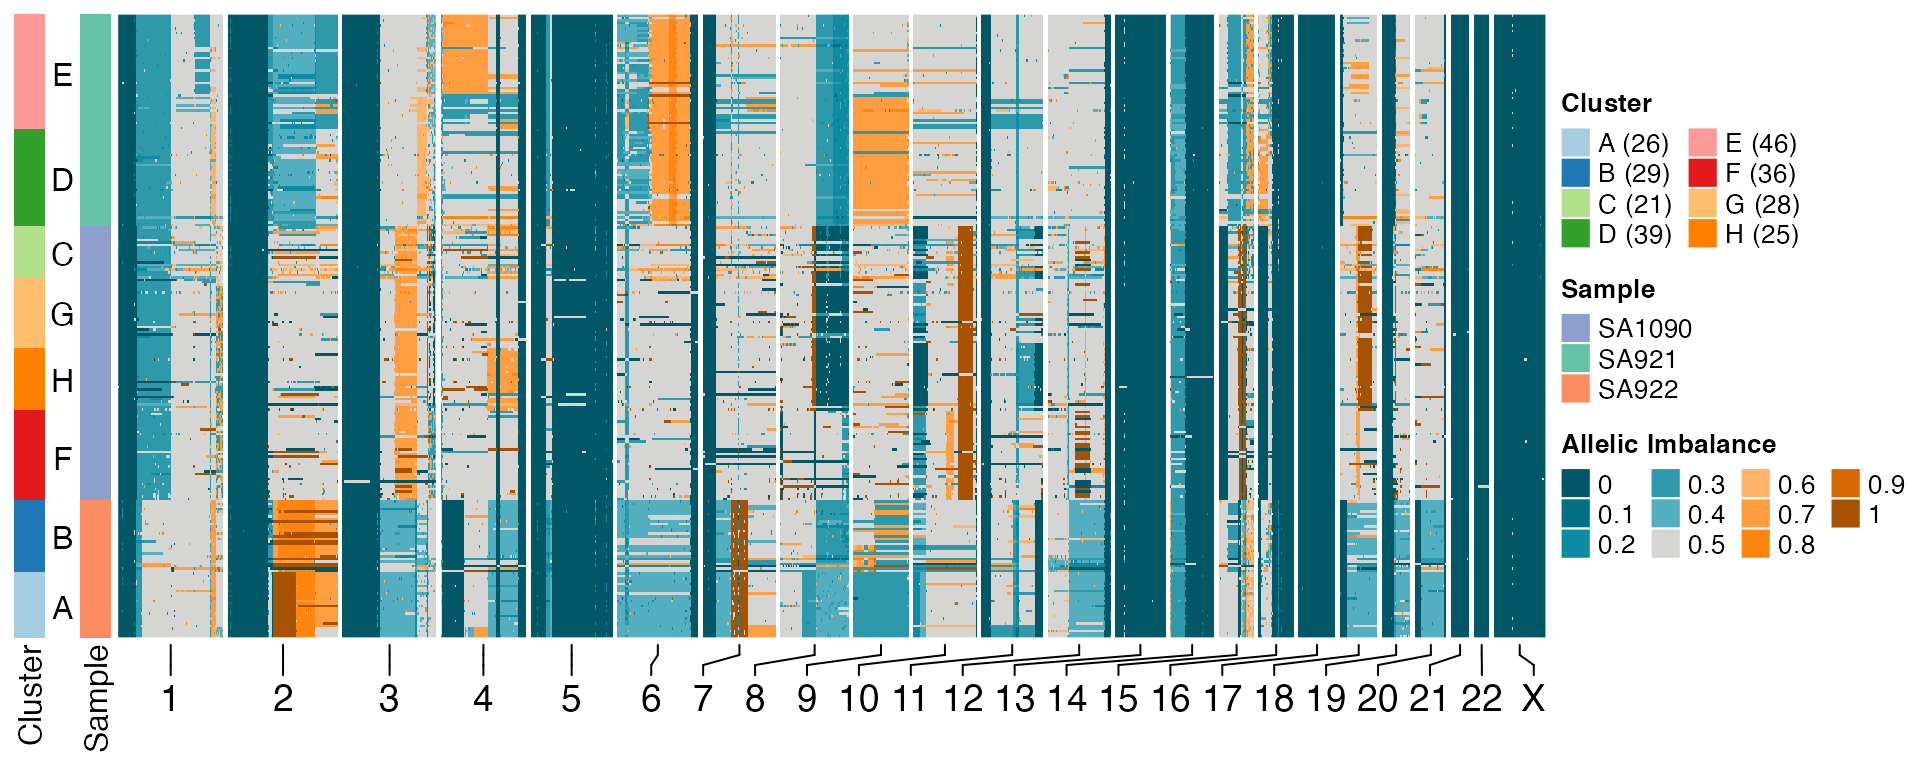 E
D
C
G
H
F
B
A
Cluster
Sample
1 2 3 4 5 6 7 8 9 10 11 12 13 14 15 16 17 18 19 20 21 22 X
Cluster
A (26) E (46)
B (29) F (36)
C (21) G (28)
D (39) H (25)
Sample
SA1090
SA921
SA922
Allelic Imbalance
0 0.3 0.6 0.9
0.1 0.4 0.7 1
0.2 0.5 0.8